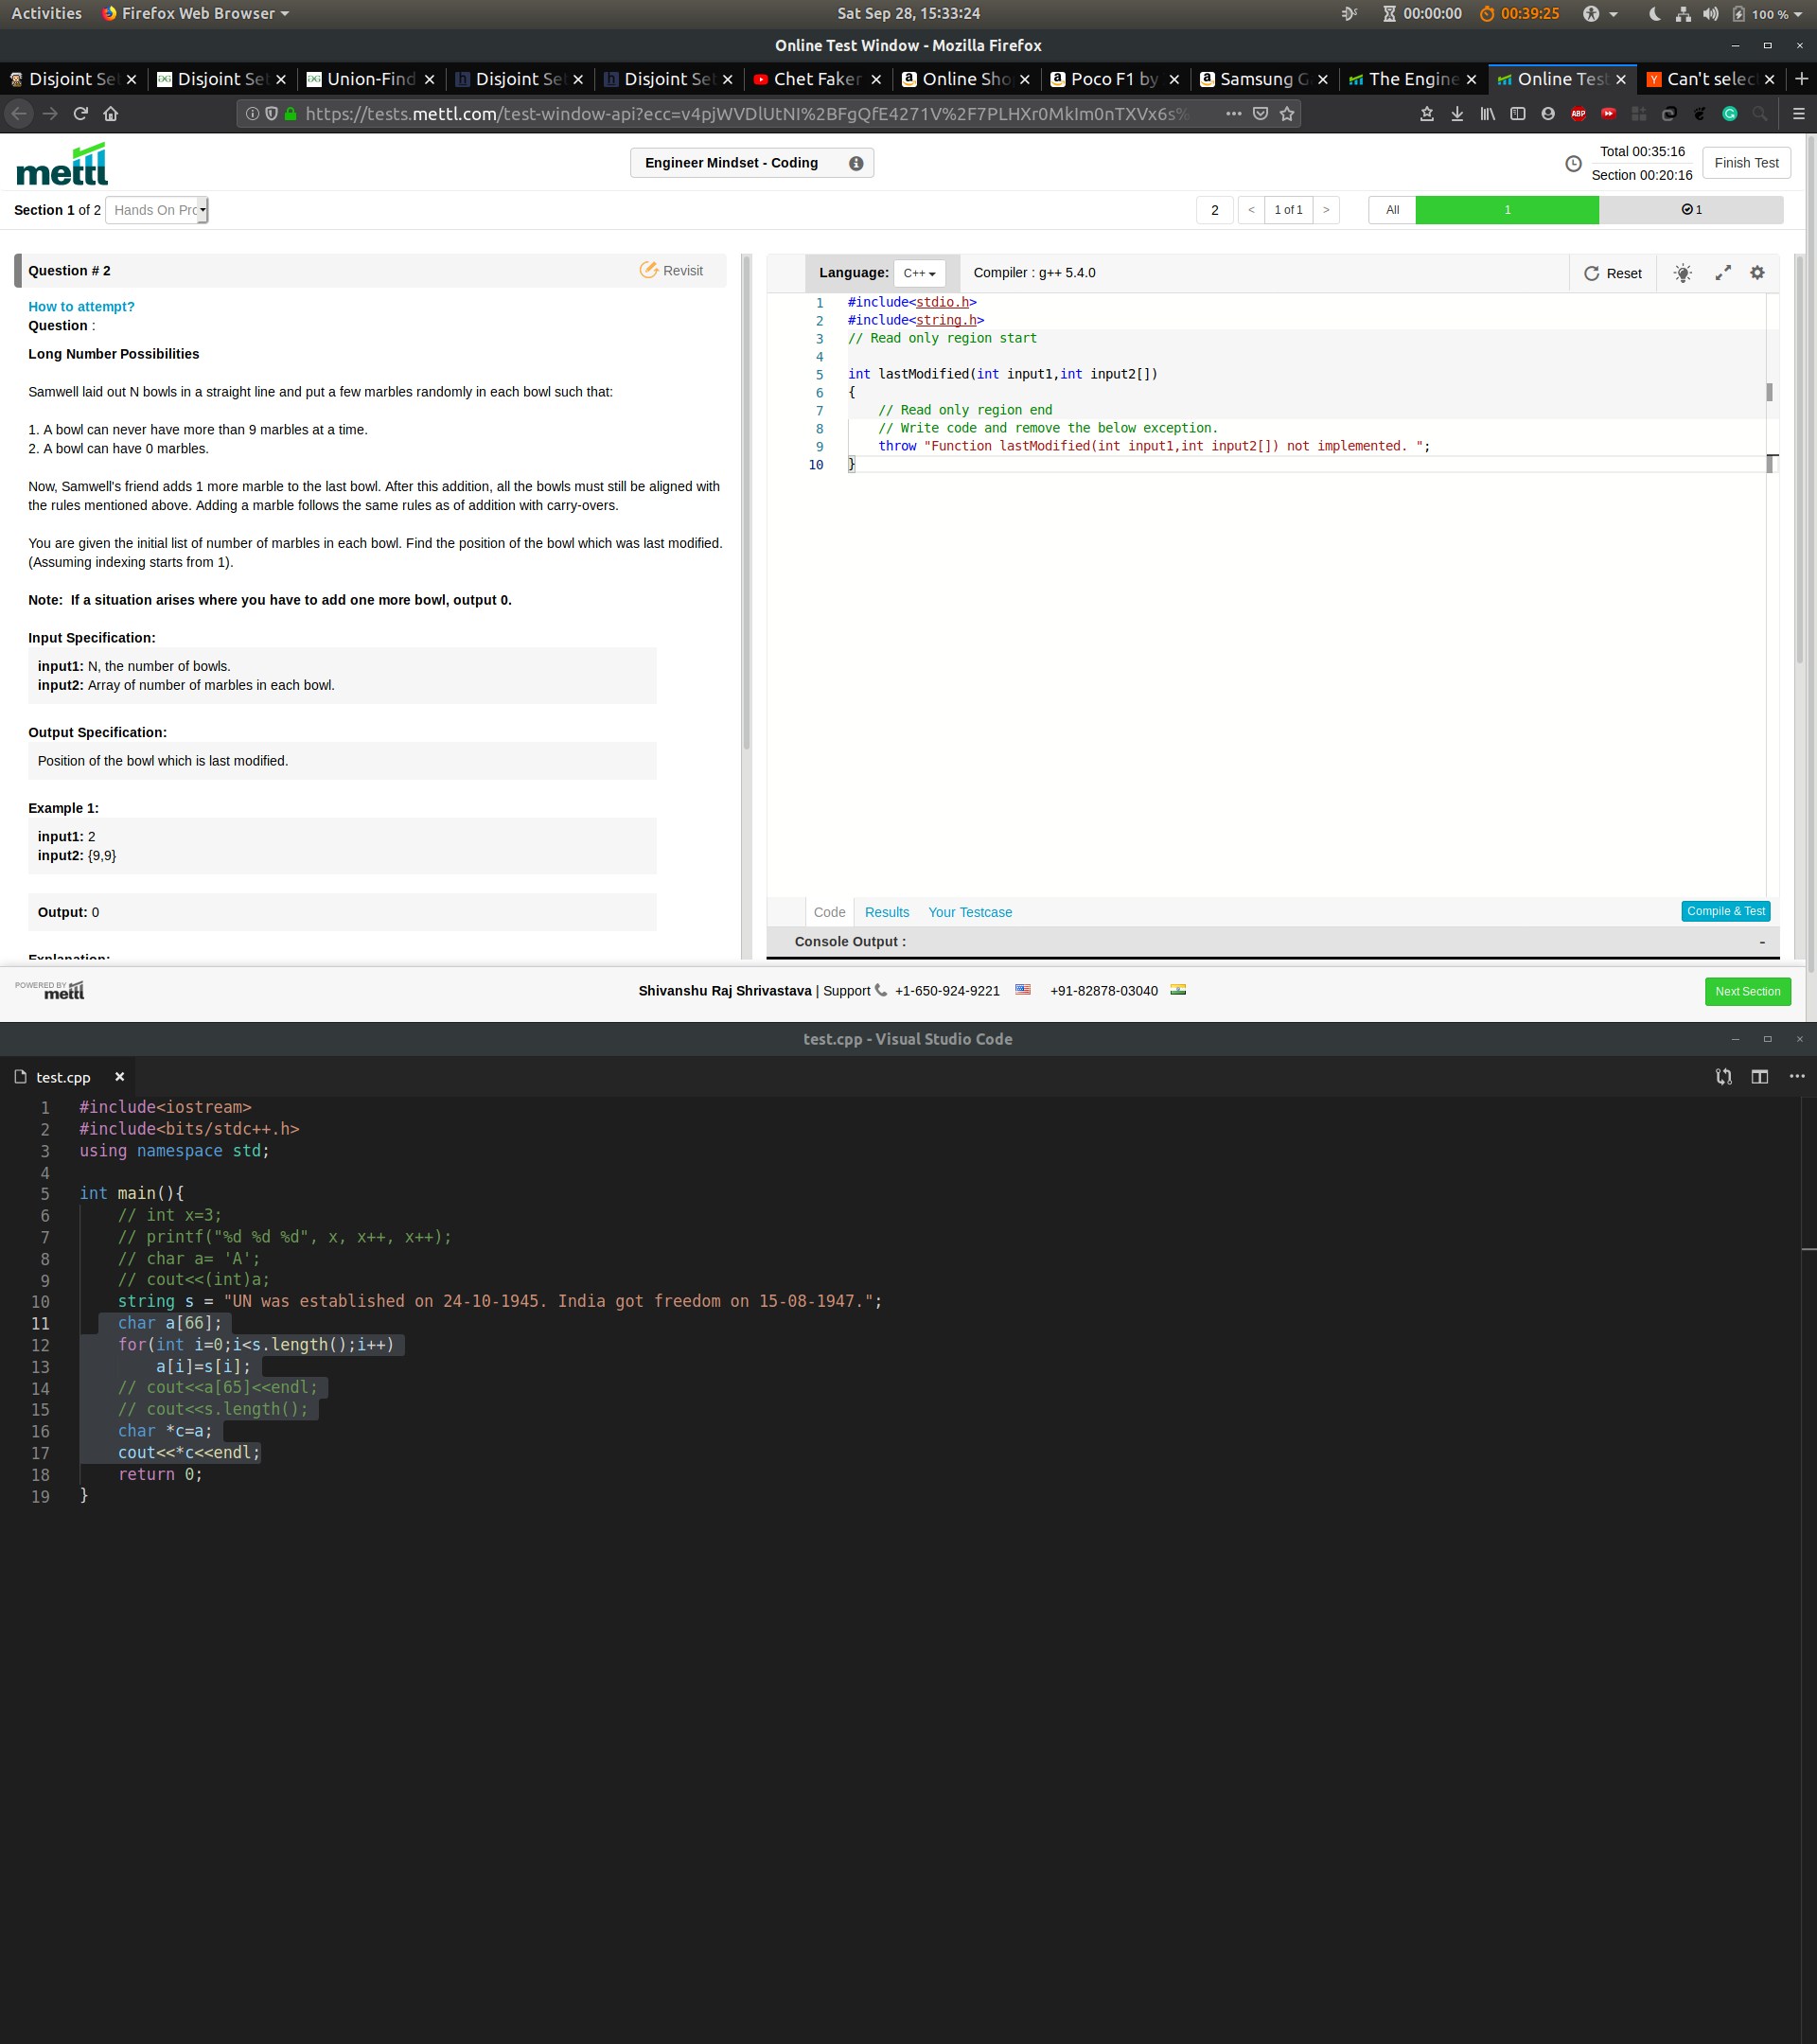 Activities Firefox Web Browser Sat Sep 28, 15:33:24 00:00:00 00:39:25 100 %
Online Test Window - Mozilla Firefox
Disjoint Set Disjoint Set Union-Find Disjoint Set Disjoint Set Chet Faker Online Sho Poco F1 by Samsung G The Engine Online Test Can't selec
https://tests.mettl.com/test-window-api?ecc=v4pjWVDlUtNI%2BFgQfE4271V%2F7PLHXr0MkIm0nTXVx6s% ABP
mettl Engineer Mindset - Coding Total 00:35:16
Section 00:20:16
Finish Test
Section 1 of 2 Hands On Pro 2 < 1 of 1 > All 1 1
Question # 2 Revisit
How to attempt?
Question :
Long Number Possibilities
Samwell laid out N bowls in a straight line and put a few marbles randomly in each bowl such that:
1. A bowl can never have more than 9 marbles at a time.
2. A bowl can have 0 marbles.
Now, Samwell's friend adds 1 more marble to the last bowl. After this addition, all the bowls must still be aligned with
the rules mentioned above. Adding a marble follows the same rules as of addition with carry-overs.
You are given the initial list of number of marbles in each bowl. Find the position of the bowl which was last modified.
(Assuming indexing starts from 1).
Note: If a situation arises where you have to add one more bowl, output 0.
Input Specification:
input1: N, the number of bowls.
input2: Array of number of marbles in each bowl.
Output Specification:
Position of the bowl which is last modified.
Example 1:
input1: 2
input2: {9,9}
Output: 0
Explanation:
Language: C++ Compiler : g++ 5.4.0 Reset
1 #include<stdio.h>
2 #include<string.h>
3 // Read only region start
4
5 int lastModified(int input1,int input2[])
6 {
7 // Read only region end
8 // Write code and remove the below exception.
9 throw "Function lastModified(int input1,int input2[]) not implemented. ";
10 }
Code Results Your Testcase Compile & Test
Console Output : -
POWERED BY mettl Shivanshu Raj Shrivastava | Support +1-650-924-9221 +91-82878-03040 Next Section
test.cpp - Visual Studio Code
test.cpp
1 #include<iostream>
2 #include<bits/stdc++.h>
3 using namespace std;
4
5 int main(){
6 // int x=3;
7 // printf("%d %d %d", x, x++, x++);
8 // char a= 'A';
9 // cout<<(int)a;
10 string s = "UN was established on 24-10-1945. India got freedom on 15-08-1947.";
11 char a[66];
12 for(int i=0;i<s.length();i++)
13 a[i]=s[i];
14 // cout<<a[65]<<endl;
15 // cout<<s.length();
16 char *c=a;
17 cout<<*c<<endl;
18 return 0;
19 }